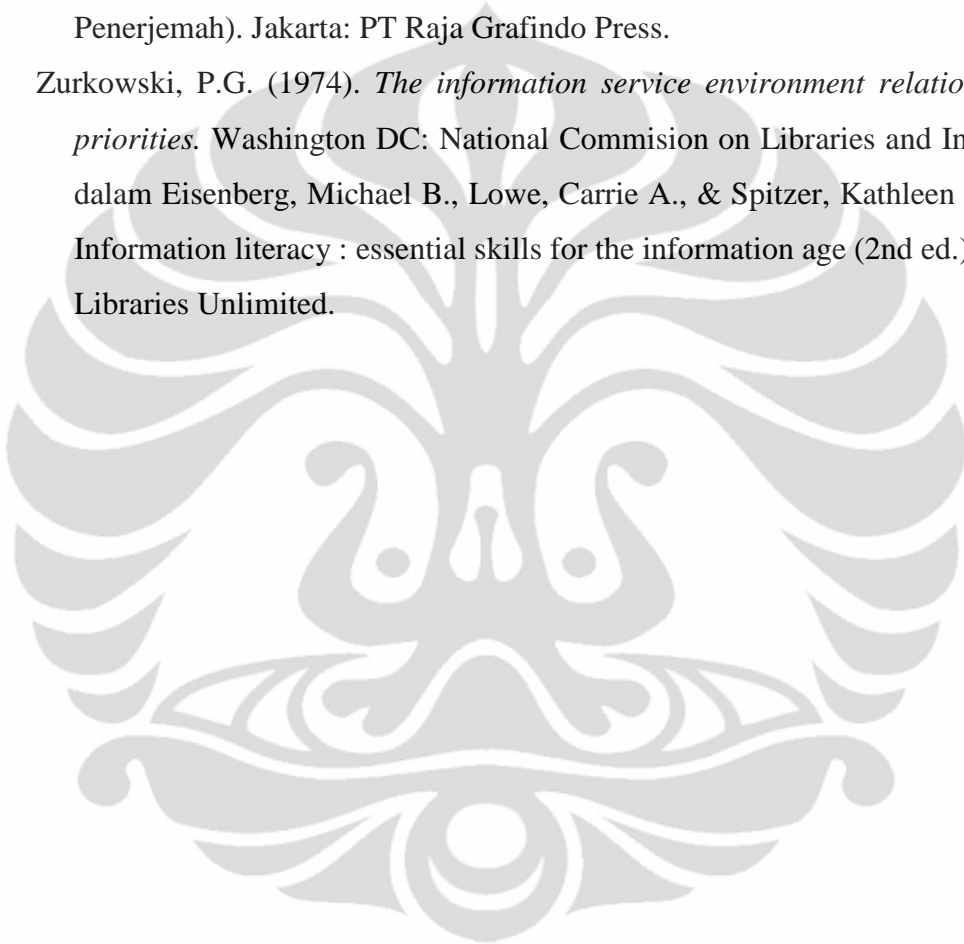 Penerjemah). Jakarta: PT Raja Grafindo Press.
Zurkowski, P.G. (1974). The information service environment relatio
priorities. Washington DC: National Commision on Libraries and In
dalam Eisenberg, Michael B., Lowe, Carrie A., & Spitzer, Kathleen
Information literacy : essential skills for the information age (2nd ed.)
Libraries Unlimited.